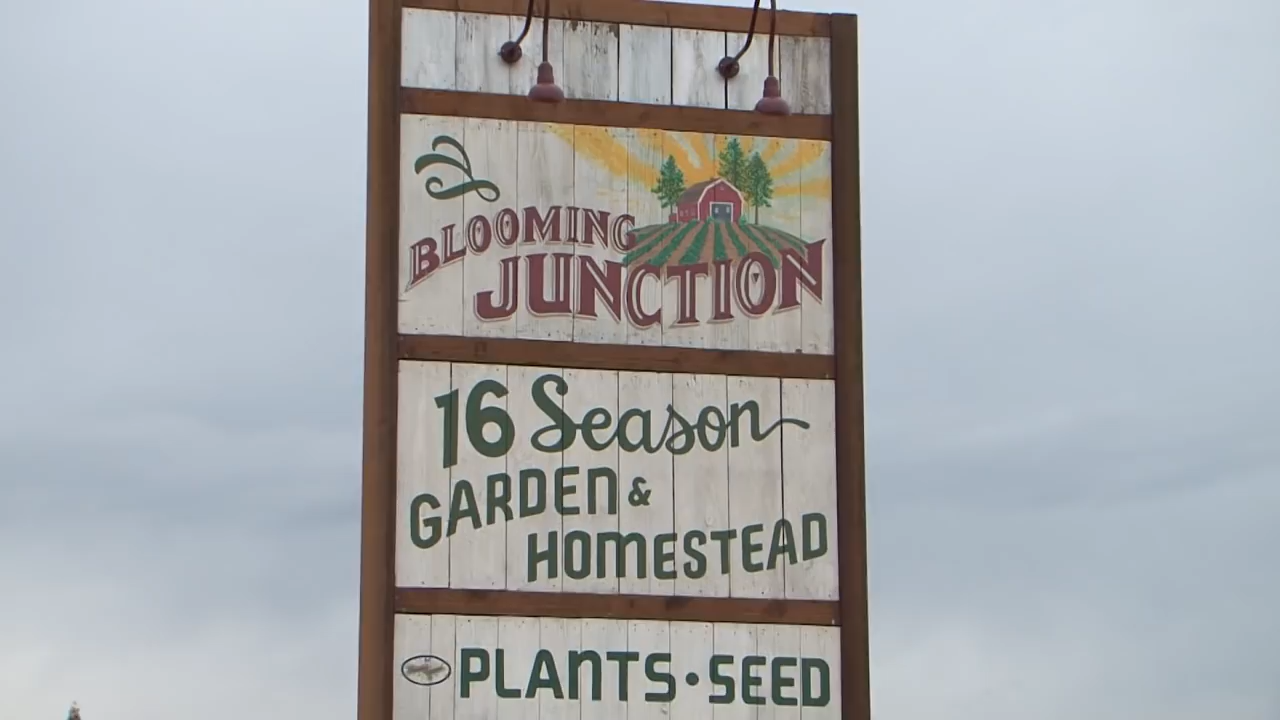 BLOOMING
JUNCTION
16 Season
GARDEN &
HOMESTEAD
PLANTS • SEED